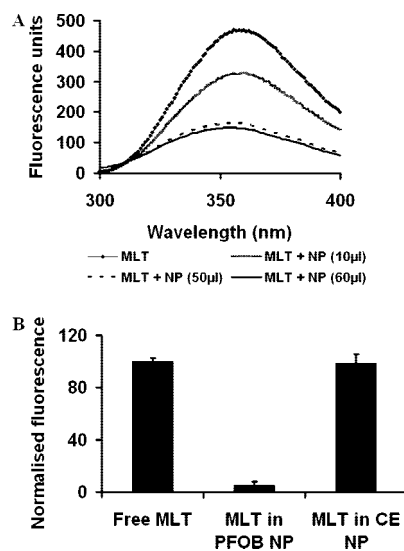 A
Fluorescence units
500
400
300
200
100
0
300 350 400
Wavelength (nm)
MLT MLT + NP (10µl)
MLT + NP (50µl) MLT + NP (60µl)
B
Normalised fluorescence
120
80
40
0
Free MLT MLT in MLT in CE
PFOB NP NP